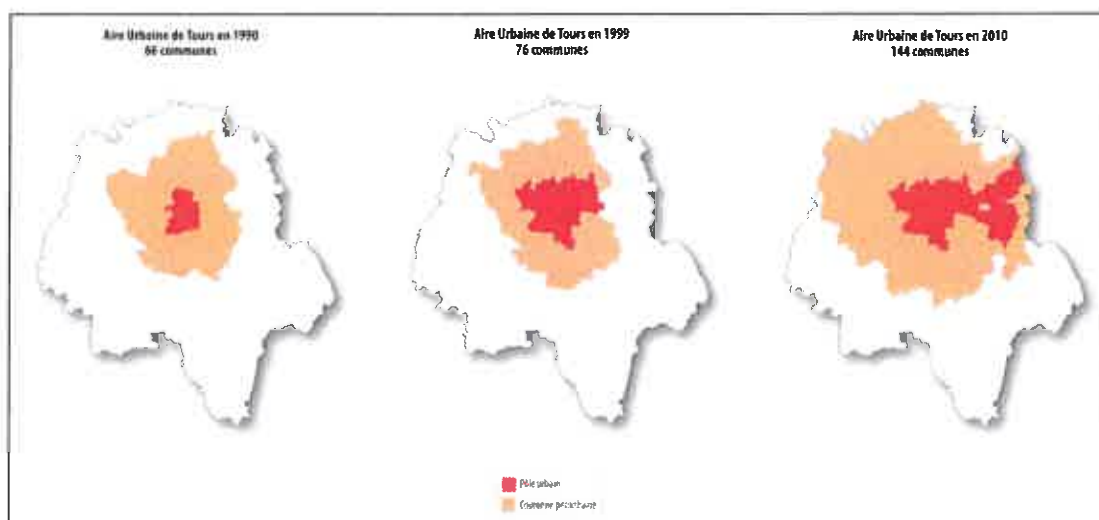 Aire Urbaine de Tours en 1990
66 communes
Aire Urbaine de Tours en 1999
76 communes
Aire Urbaine de Tours en 2010
144 communes
Pôle urbain
Couronne périurbaine